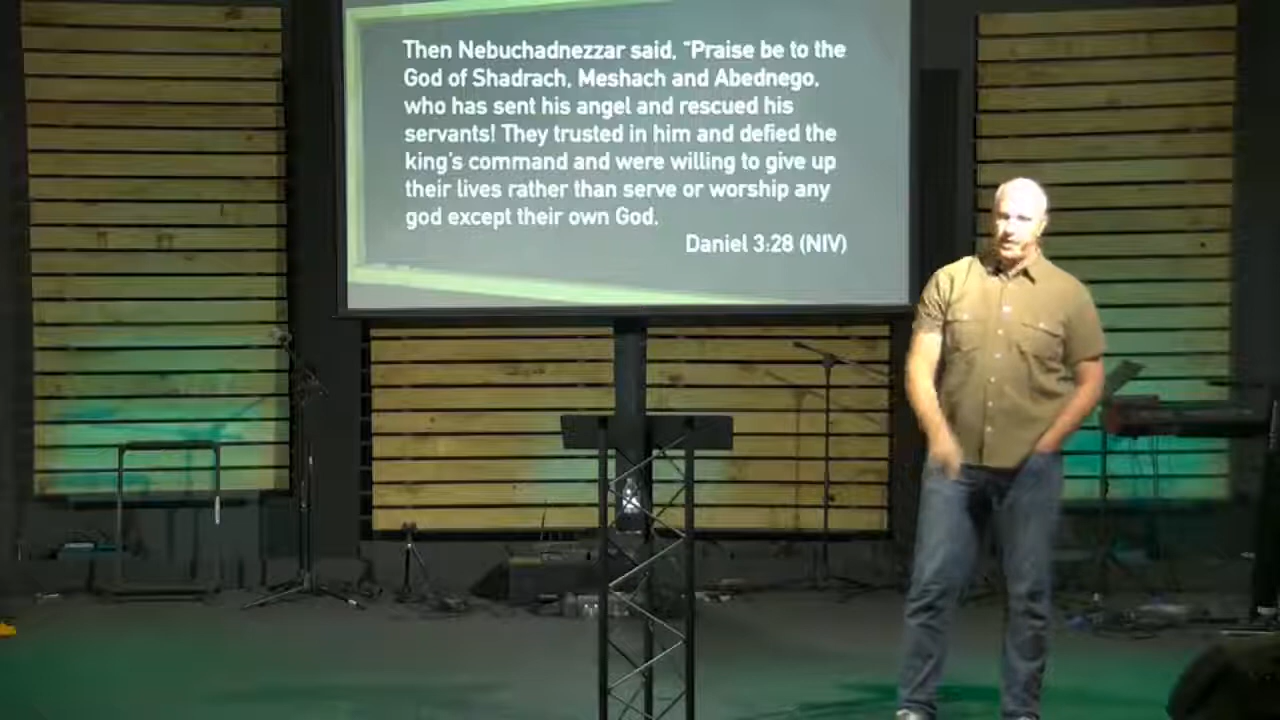 Then Nebuchadnezzar said, "Praise be to the
God of Shadrach, Meshach and Abednego,
who has sent his angel and rescued his
servants! They trusted in him and defied the
king's command and were willing to give up
their lives rather than serve or worship any
god except their own God.
Daniel 3:28 (NIV)